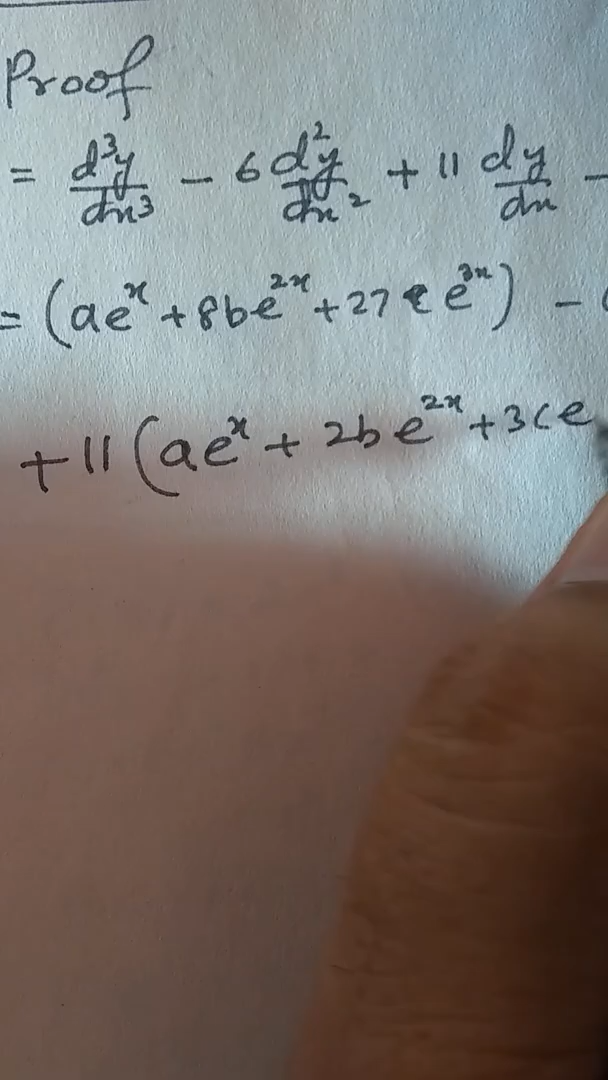 Proof
= d³y/dx³ - 6 d²y/dx² + 11 dy/dx -
= (ae^x + 8be^2x + 27ce^3x) -
+ 11 (ae^x + 2be^2x + 3ce